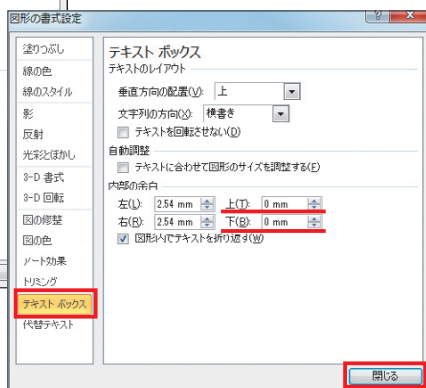 図形の書式設定
塗りつぶし
線の色
線のスタイル
影
反射
光彩とぼかし
3-D 書式
3-D 回転
図の修整
図の色
アート効果
トリミング
テキスト ボックス
代替テキスト
テキスト ボックス
テキストのレイアウト
垂直方向の配置(V): 上
文字列の方向(X): 横書き
テキストを回転させない(D)
自動調整
テキストに合わせて図形のサイズを調整する(F)
内部の余白
左(L): 2.54 mm 上(T): 0 mm
右(R): 2.54 mm 下(B): 0 mm
図形内でテキストを折り返す(W)
閉じる